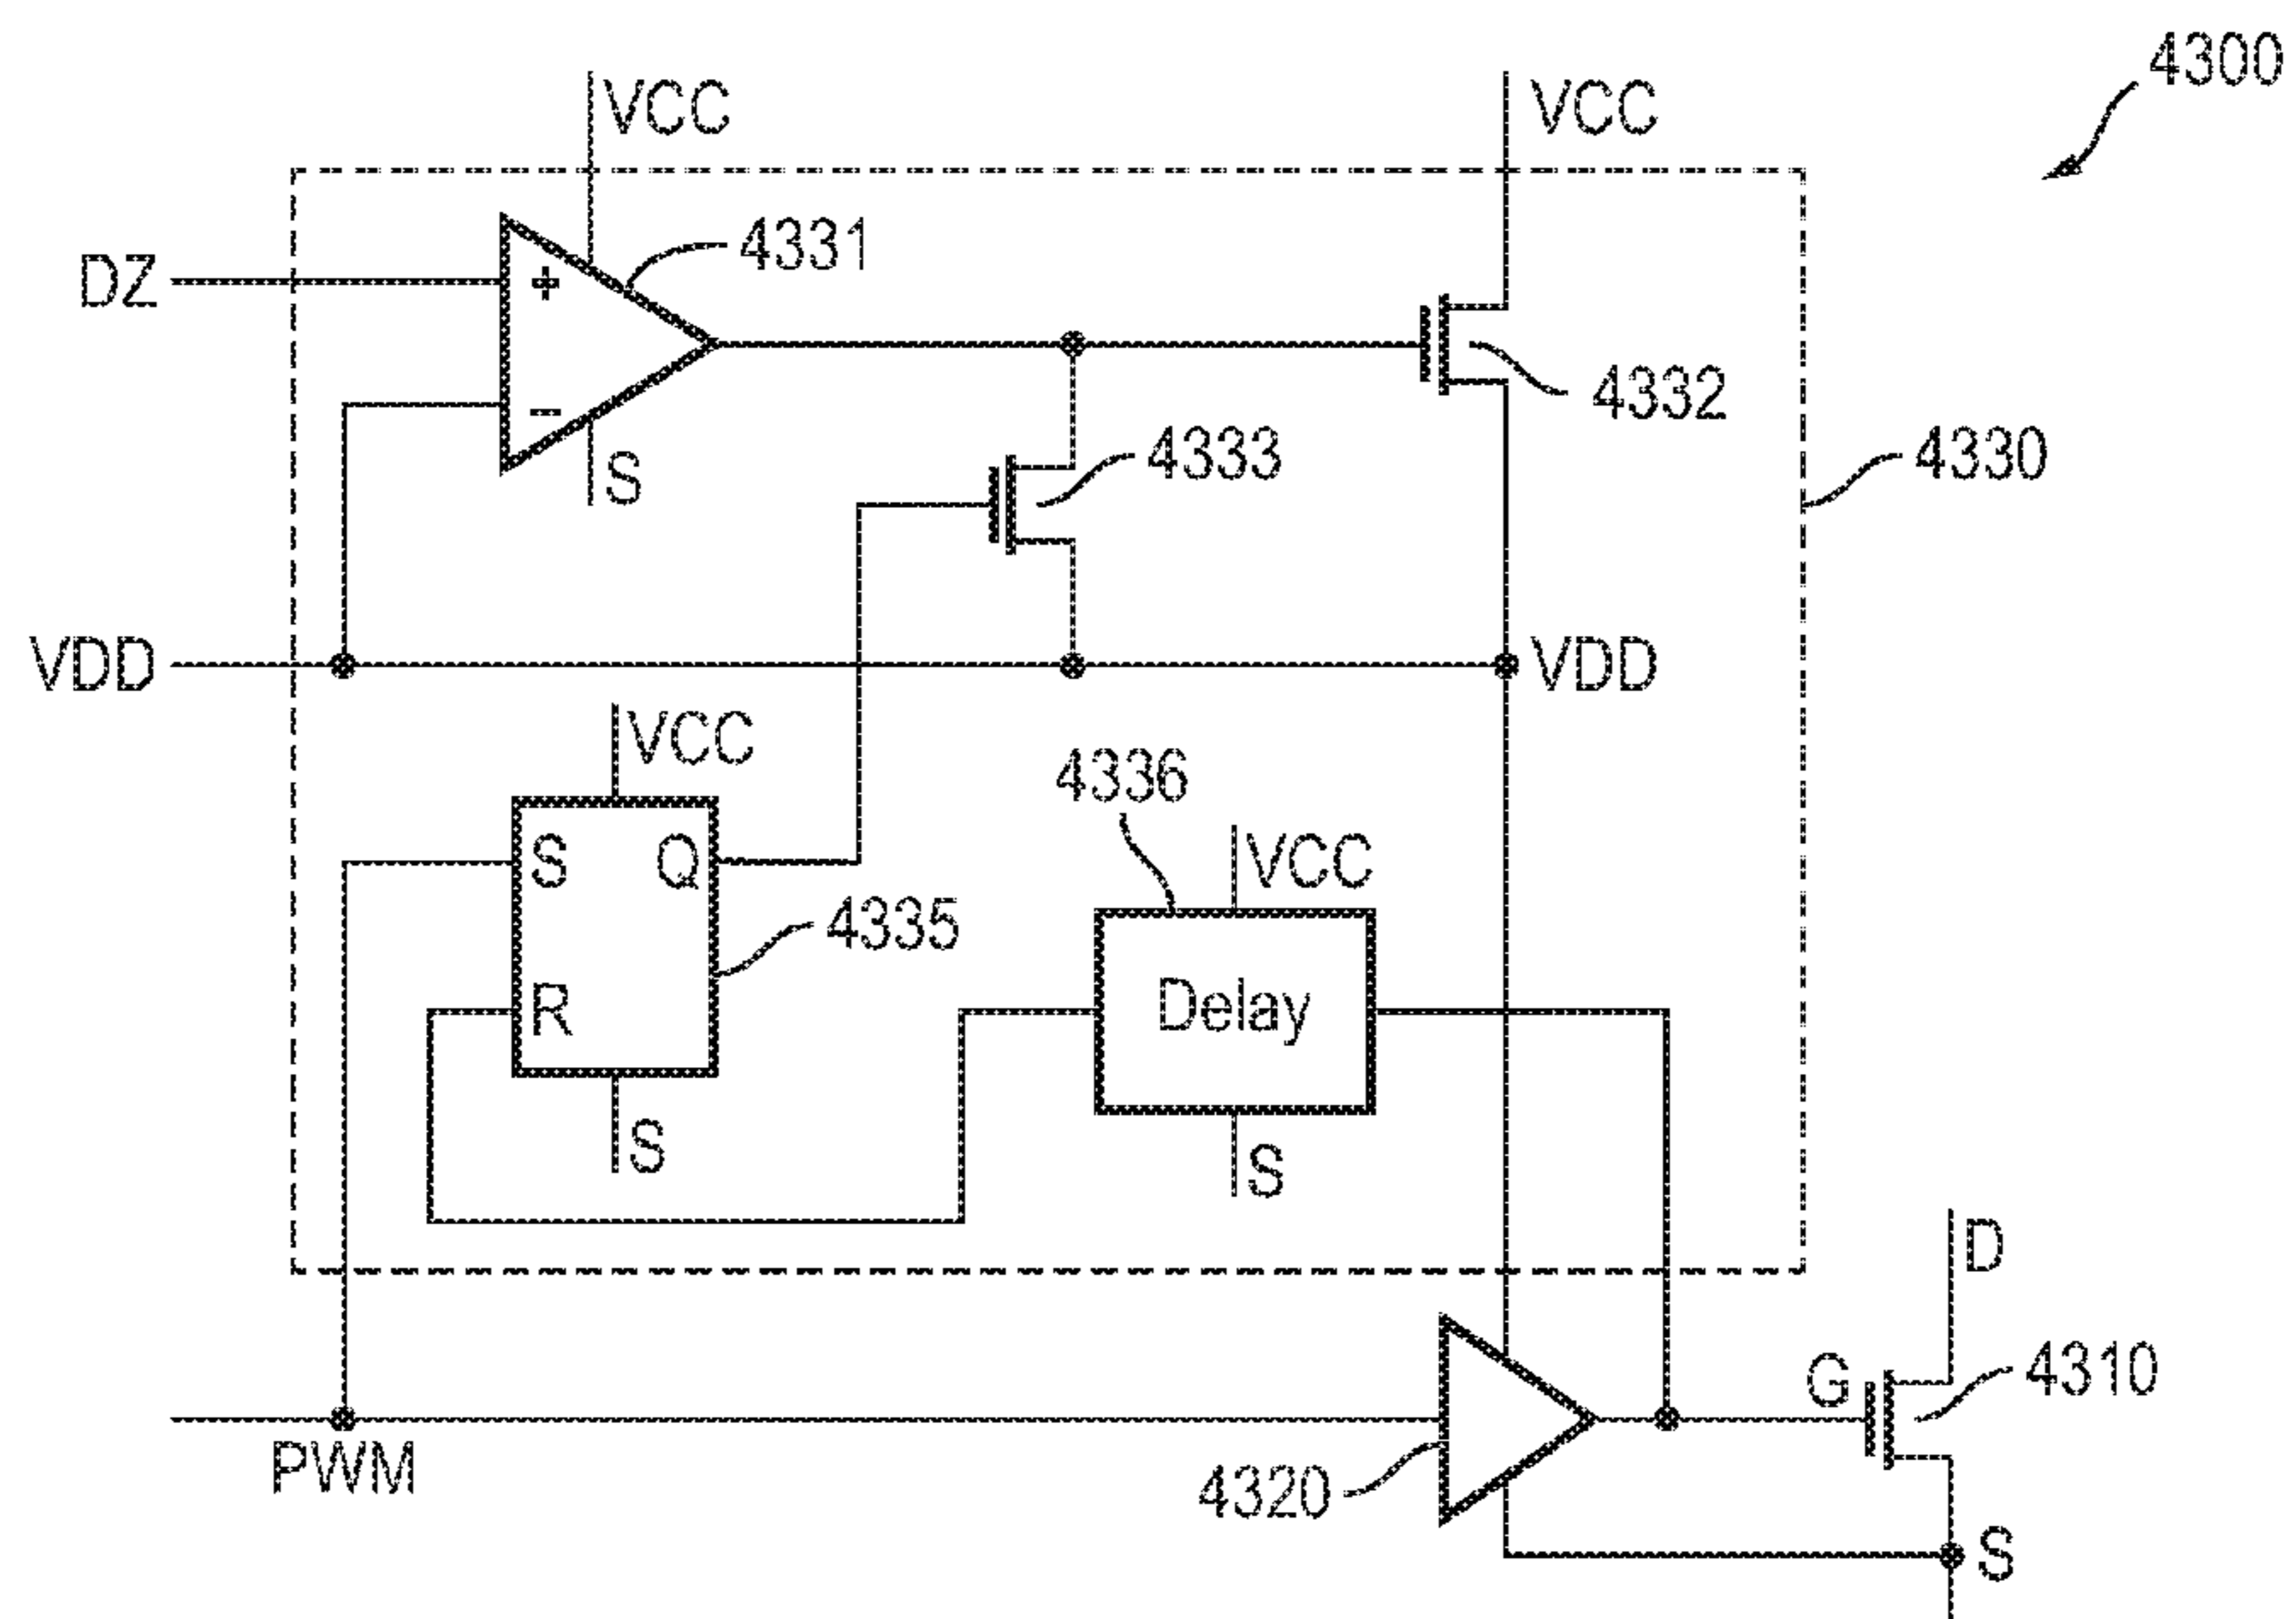 4300
VCC
VCC
DZ
+
4331
4332
−
S
4333
4330
VDD
VDD
VCC
4336
S
Q
VCC
4335
R
Delay
S
S
D
G
4310
PWM
4320
S